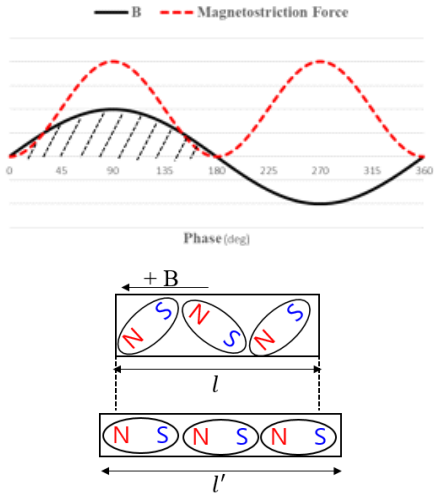 B Magnetostriction Force
0 45 90 135 180 225 270 315 360
Phase(deg)
+ B
N S N S N S
l
N S N S N S
l′